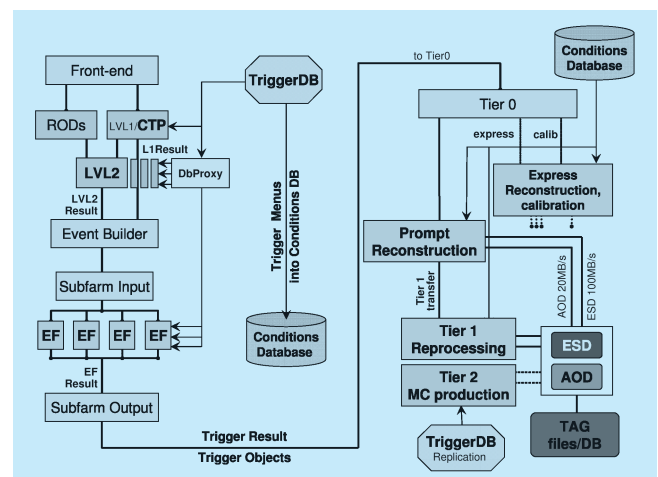 Conditions
Database
to Tier0
Front-end
TriggerDB
Tier 0
RODs
LVL1/CTP
express
calib
L1Result
LVL2
DbProxy
Express
Reconstruction,
calibration
LVL2
Result
Event Builder
Trigger Menus
into Conditions DB
Prompt
Reconstruction
Subfarm Input
Tier 1
transfer
AOD 20MB/s
ESD 100MB/s
EF
EF
EF
EF
Conditions
Database
Tier 1
Reprocessing
ESD
EF
Result
Tier 2
MC production
AOD
Subfarm Output
TAG
files/DB
Trigger Result
Trigger Objects
TriggerDB
Replication